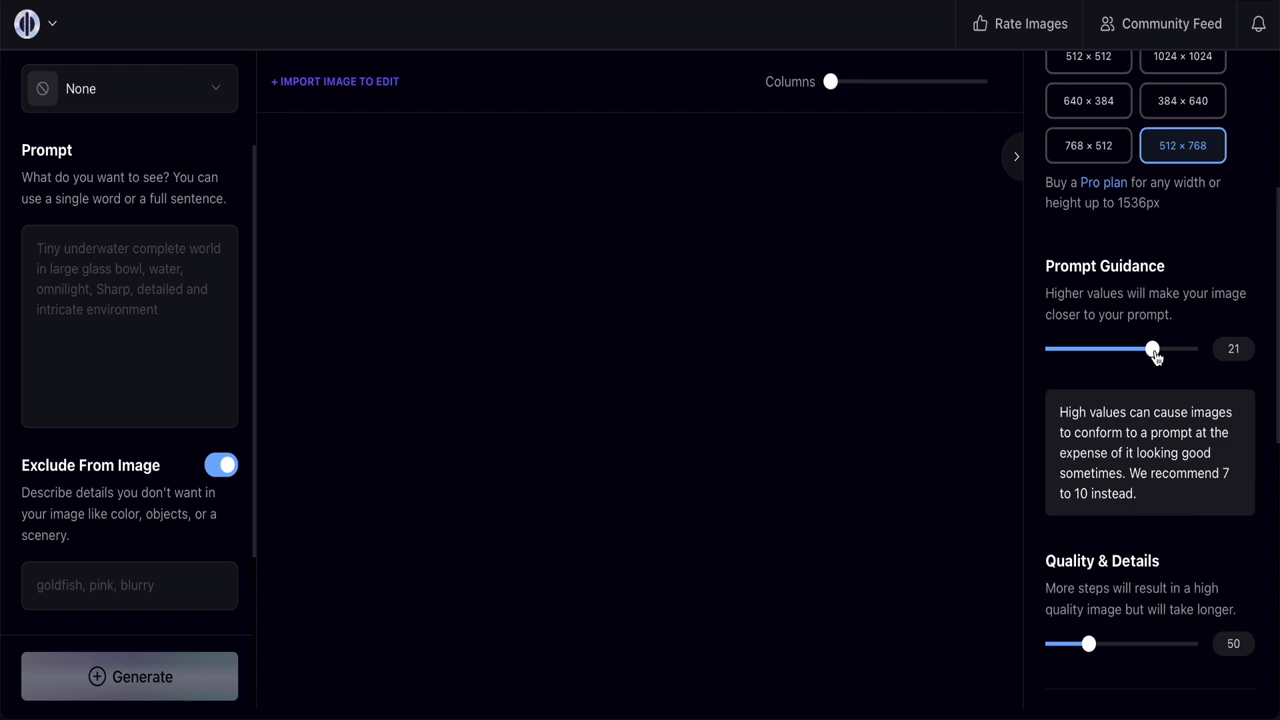 Rate Images
Community Feed
None
Prompt
What do you want to see? You can
use a single word or a full sentence.
Tiny underwater complete world
in large glass bowl, water,
omnilight, Sharp, detailed and
intricate environment
Exclude From Image
Describe details you don't want in
your image like color, objects, or a
scenery.
goldfish, pink, blurry
Generate
+ IMPORT IMAGE TO EDIT
Columns
512 × 512
1024 × 1024
640 × 384
384 × 640
768 × 512
512 × 768
Buy a Pro plan for any width or
height up to 1536px
Prompt Guidance
Higher values will make your image
closer to your prompt.
21
High values can cause images
to conform to a prompt at the
expense of it looking good
sometimes. We recommend 7
to 10 instead.
Quality & Details
More steps will result in a high
quality image but will take longer.
50